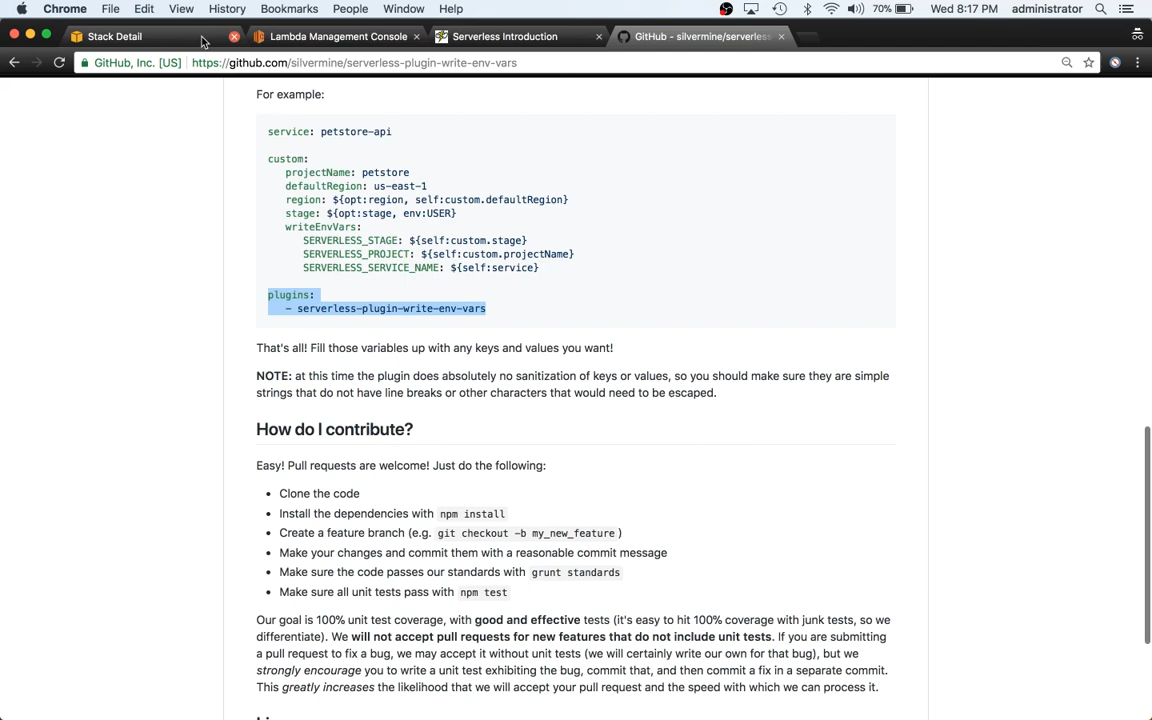 Chrome File Edit View History Bookmarks People Window Help 70% Wed 8:17 PM administrator
Stack Detail Lambda Management Console Serverless Introduction GitHub - silvermine/serverless
GitHub, Inc. [US] https://github.com/silvermine/serverless-plugin-write-env-vars
For example:
service: petstore-api
custom:
projectName: petstore
defaultRegion: us-east-1
region: ${opt:region, self:custom.defaultRegion}
stage: ${opt:stage, env:USER}
writeEnvVars:
SERVERLESS_STAGE: ${self:custom.stage}
SERVERLESS_PROJECT: ${self:custom.projectName}
SERVERLESS_SERVICE_NAME: ${self:service}
plugins:
- serverless-plugin-write-env-vars
That's all! Fill those variables up with any keys and values you want!
NOTE: at this time the plugin does absolutely no sanitization of keys or values, so you should make sure they are simple
strings that do not have line breaks or other characters that would need to be escaped.
How do I contribute?
Easy! Pull requests are welcome! Just do the following:
• Clone the code
• Install the dependencies with npm install
• Create a feature branch (e.g. git checkout -b my_new_feature )
• Make your changes and commit them with a reasonable commit message
• Make sure the code passes our standards with grunt standards
• Make sure all unit tests pass with npm test
Our goal is 100% unit test coverage, with good and effective tests (it's easy to hit 100% coverage with junk tests, so we
differentiate). We will not accept pull requests for new features that do not include unit tests. If you are submitting
a pull request to fix a bug, we may accept it without unit tests (we will certainly write our own for that bug), but we
strongly encourage you to write a unit test exhibiting the bug, commit that, and then commit a fix in a separate commit.
This greatly increases the likelihood that we will accept your pull request and the speed with which we can process it.